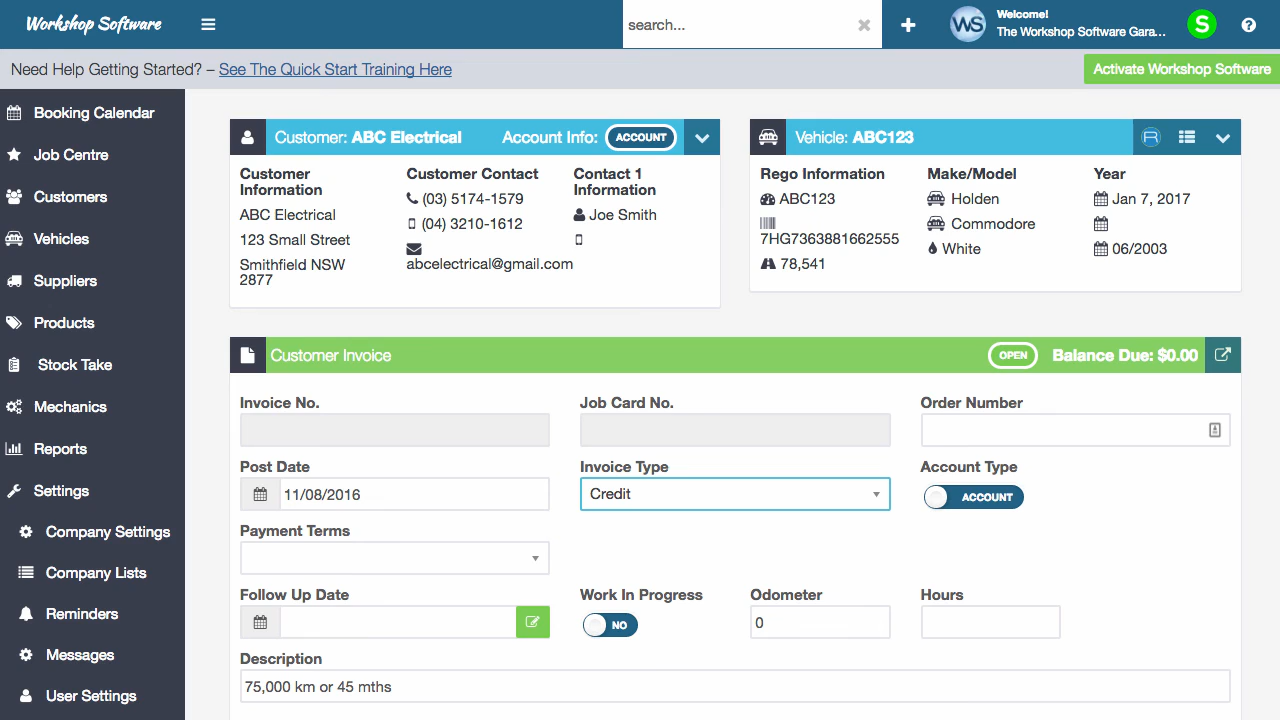 Workshop Software
search...
WS
Welcome!
The Workshop Software Gara...
S
Need Help Getting Started? – See The Quick Start Training Here
Activate Workshop Software
Booking Calendar
Job Centre
Customers
Vehicles
Suppliers
Products
Stock Take
Mechanics
Reports
Settings
Company Settings
Company Lists
Reminders
Messages
User Settings
Customer: ABC Electrical
Account Info: ACCOUNT
Customer Information
ABC Electrical
123 Small Street
Smithfield NSW
2877
Customer Contact
(03) 5174-1579
(04) 3210-1612
abcelectrical@gmail.com
Contact 1
Information
Joe Smith
Vehicle: ABC123
R
Rego Information
ABC123
7HG7363881662555
78,541
Make/Model
Holden
Commodore
White
Year
Jan 7, 2017
06/2003
Customer Invoice
OPEN
Balance Due: $0.00
Invoice No.
Job Card No.
Order Number
Post Date
11/08/2016
Invoice Type
Credit
Account Type
ACCOUNT
Payment Terms
Follow Up Date
Work In Progress
NO
Odometer
0
Hours
Description
75,000 km or 45 mths